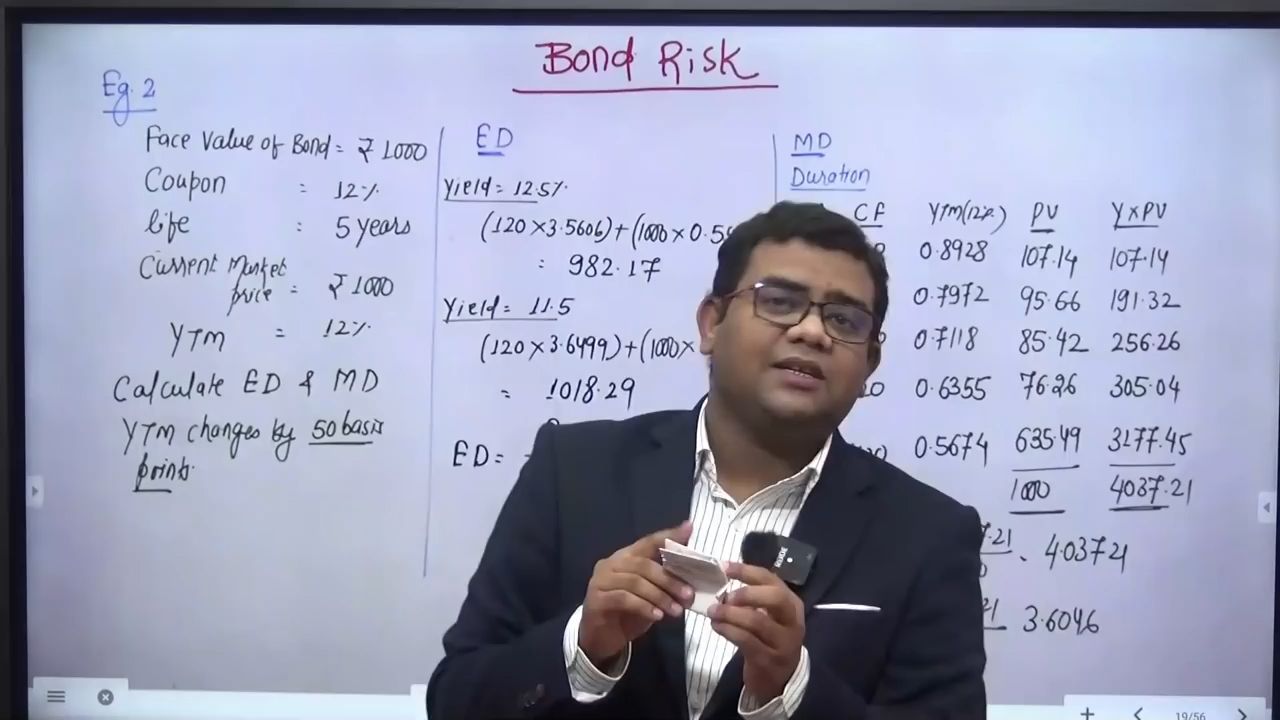 Bond Risk
Eg. 2
Face Value of Bond = ₹ 1000
Coupon : 12%
life : 5 years
Current Market price = ₹ 1000
YTM = 12%
Calculate ED & MD
YTM changes by 50 basis
points.
ED
Yield = 12.5%
(120 × 3.5606) + (1000 × 0.5
: 982.17
Yield = 11.5
(120 × 3.6499) + (1000 ×
= 1018.29
ED =
MD
Duration
CF YTM(12%) PV Y×PV
0.8928 107.14 107.14
0.7972 95.66 191.32
0.7118 85.42 256.26
0.6355 76.26 305.04
0.5674 635.49 3177.45
1000 4037.21
4.03721
3.6046
RODE
19/56